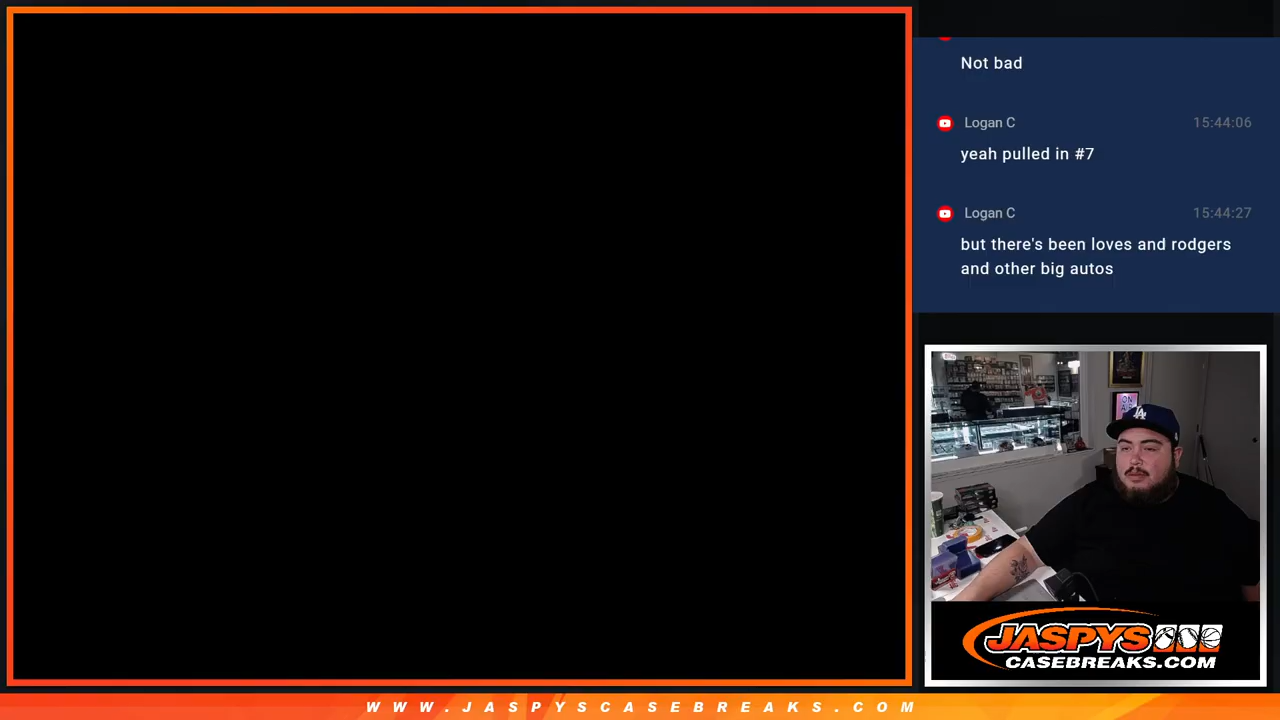 Not bad
Logan C 15:44:06
yeah pulled in #7
Logan C 15:44:27
but there's been loves and rodgers
and other big autos
LA
JASPYS
CASEBREAKS.COM
WWW.JASPYSCASEBREAKS.COM